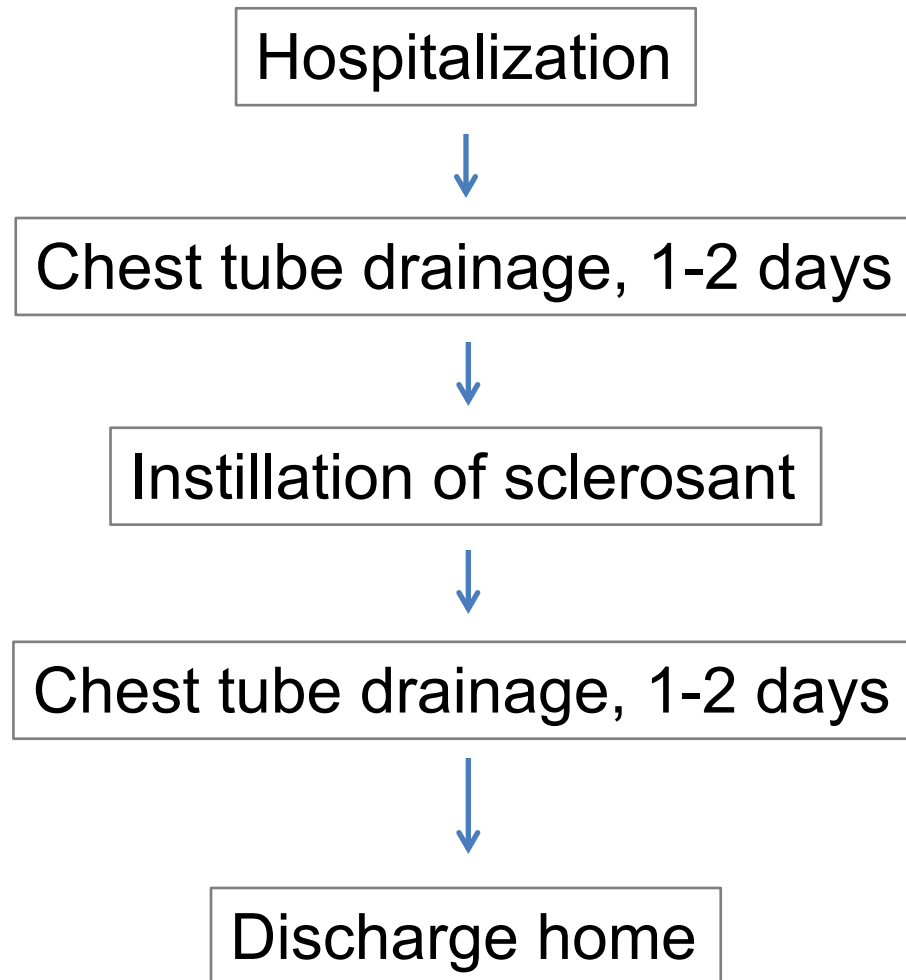 Hospitalization
Chest tube drainage, 1-2 days
Instillation of sclerosant
Chest tube drainage, 1-2 days
Discharge home